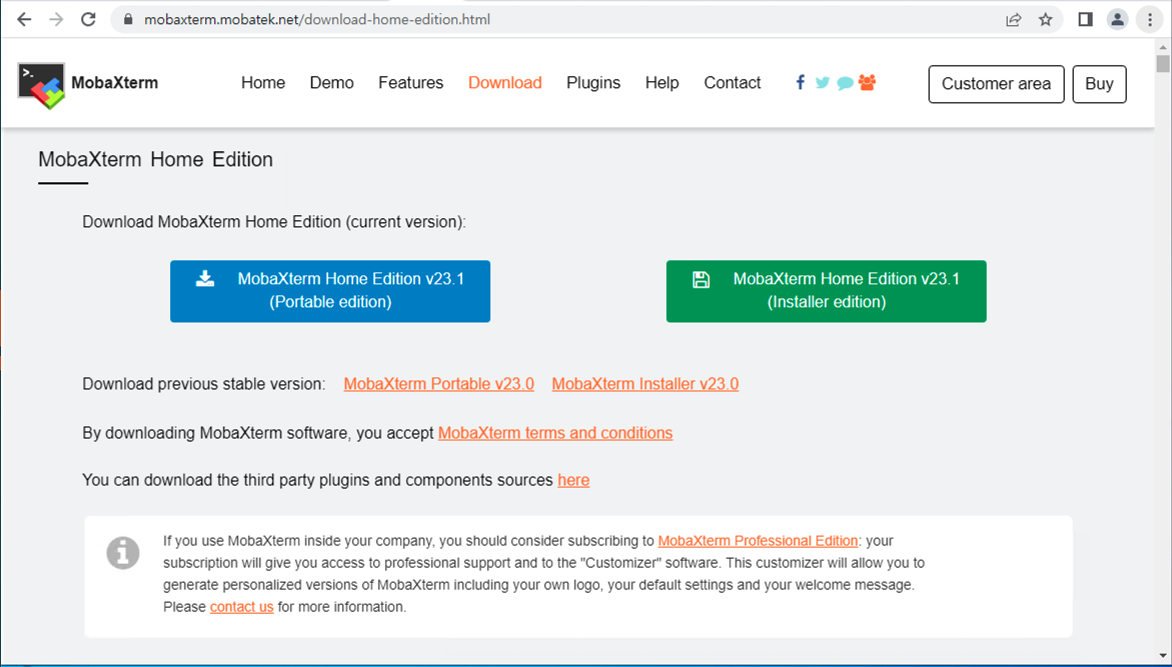 mobaxterm.mobatek.net/download-home-edition.html
>_
MobaXterm
Home Demo Features Download Plugins Help Contact
Customer area Buy
MobaXterm Home Edition
Download MobaXterm Home Edition (current version):
MobaXterm Home Edition v23.1
(Portable edition)
MobaXterm Home Edition v23.1
(Installer edition)
Download previous stable version: MobaXterm Portable v23.0 MobaXterm Installer v23.0
By downloading MobaXterm software, you accept MobaXterm terms and conditions
You can download the third party plugins and components sources here
If you use MobaXterm inside your company, you should consider subscribing to MobaXterm Professional Edition: your
subscription will give you access to professional support and to the "Customizer" software. This customizer will allow you to
generate personalized versions of MobaXterm including your own logo, your default settings and your welcome message.
Please contact us for more information.